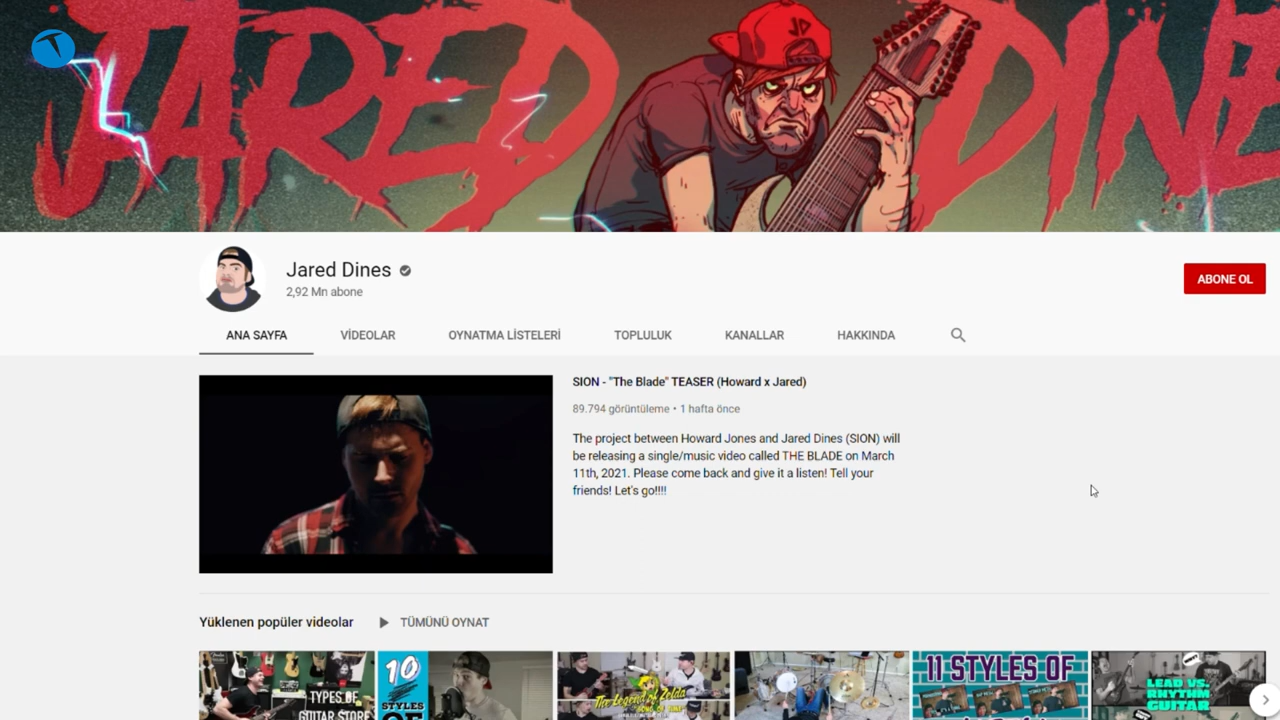 JARED DINE
JD
Jared Dines
2,92 Mn abone
ABONE OL
ANA SAYFA
VİDEOLAR
OYNATMA LİSTELERİ
TOPLULUK
KANALLAR
HAKKINDA
SION - "The Blade" TEASER (Howard x Jared)
89.794 görüntüleme • 1 hafta önce
The project between Howard Jones and Jared Dines (SION) will
be releasing a single/music video called THE BLADE on March
11th, 2021. Please come back and give it a listen! Tell your
friends! Let's go!!!!
Yüklenen popüler videolar
TÜMÜNÜ OYNAT
TYPES OF
GUITAR STORE
10
STYLES
OF
The Legend of Zelda
11 STYLES OF
LEAD VS.
RHYTHM
GUITAR